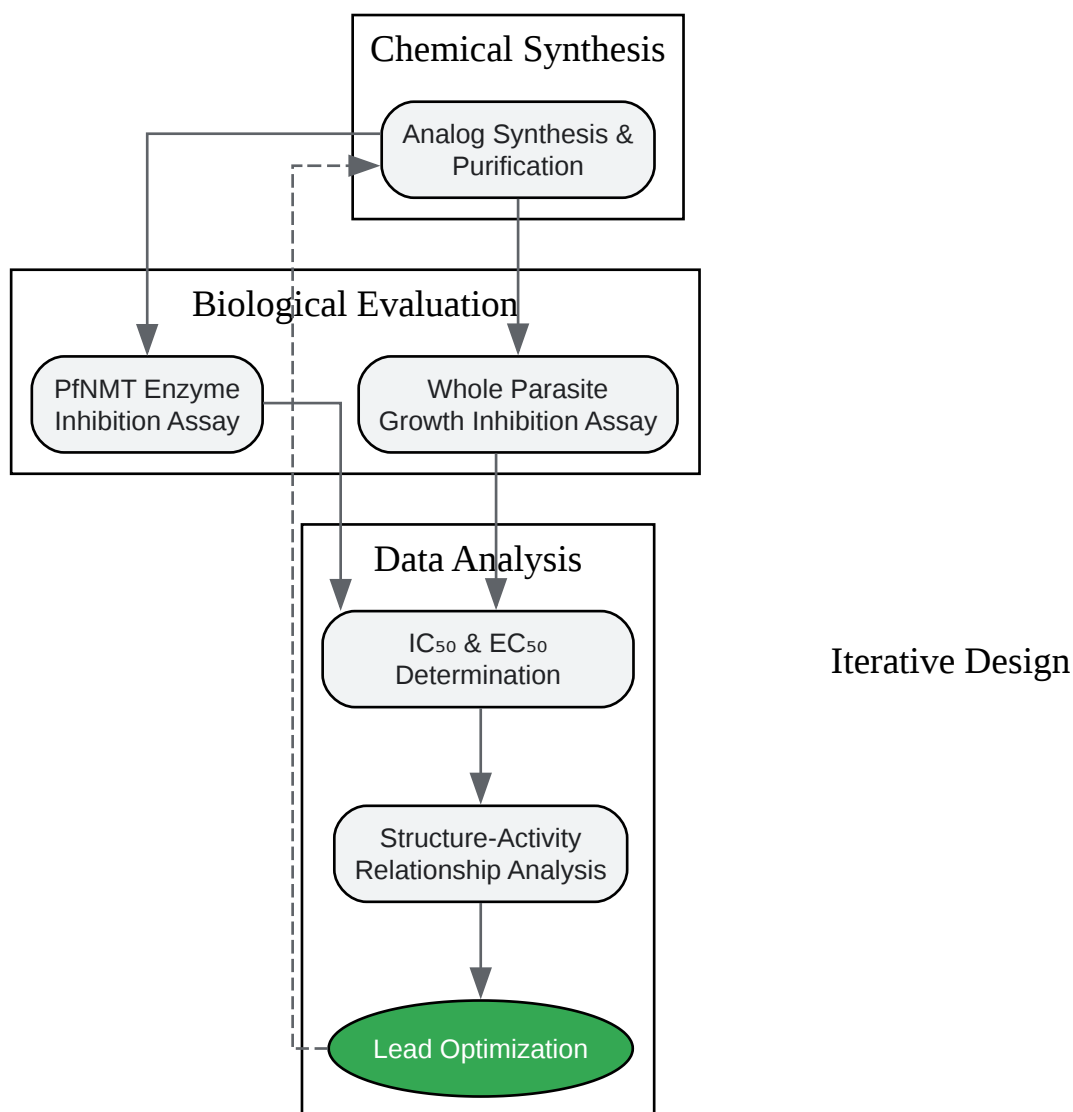 Chemical Synthesis
Analog Synthesis &
Purification
Biological Evaluation
PfNMT Enzyme
Inhibition Assay
Whole Parasite
Growth Inhibition Assay
Data Analysis
IC₅₀ & EC₅₀
Determination
Iterative Design
Structure-Activity
Relationship Analysis
Lead Optimization